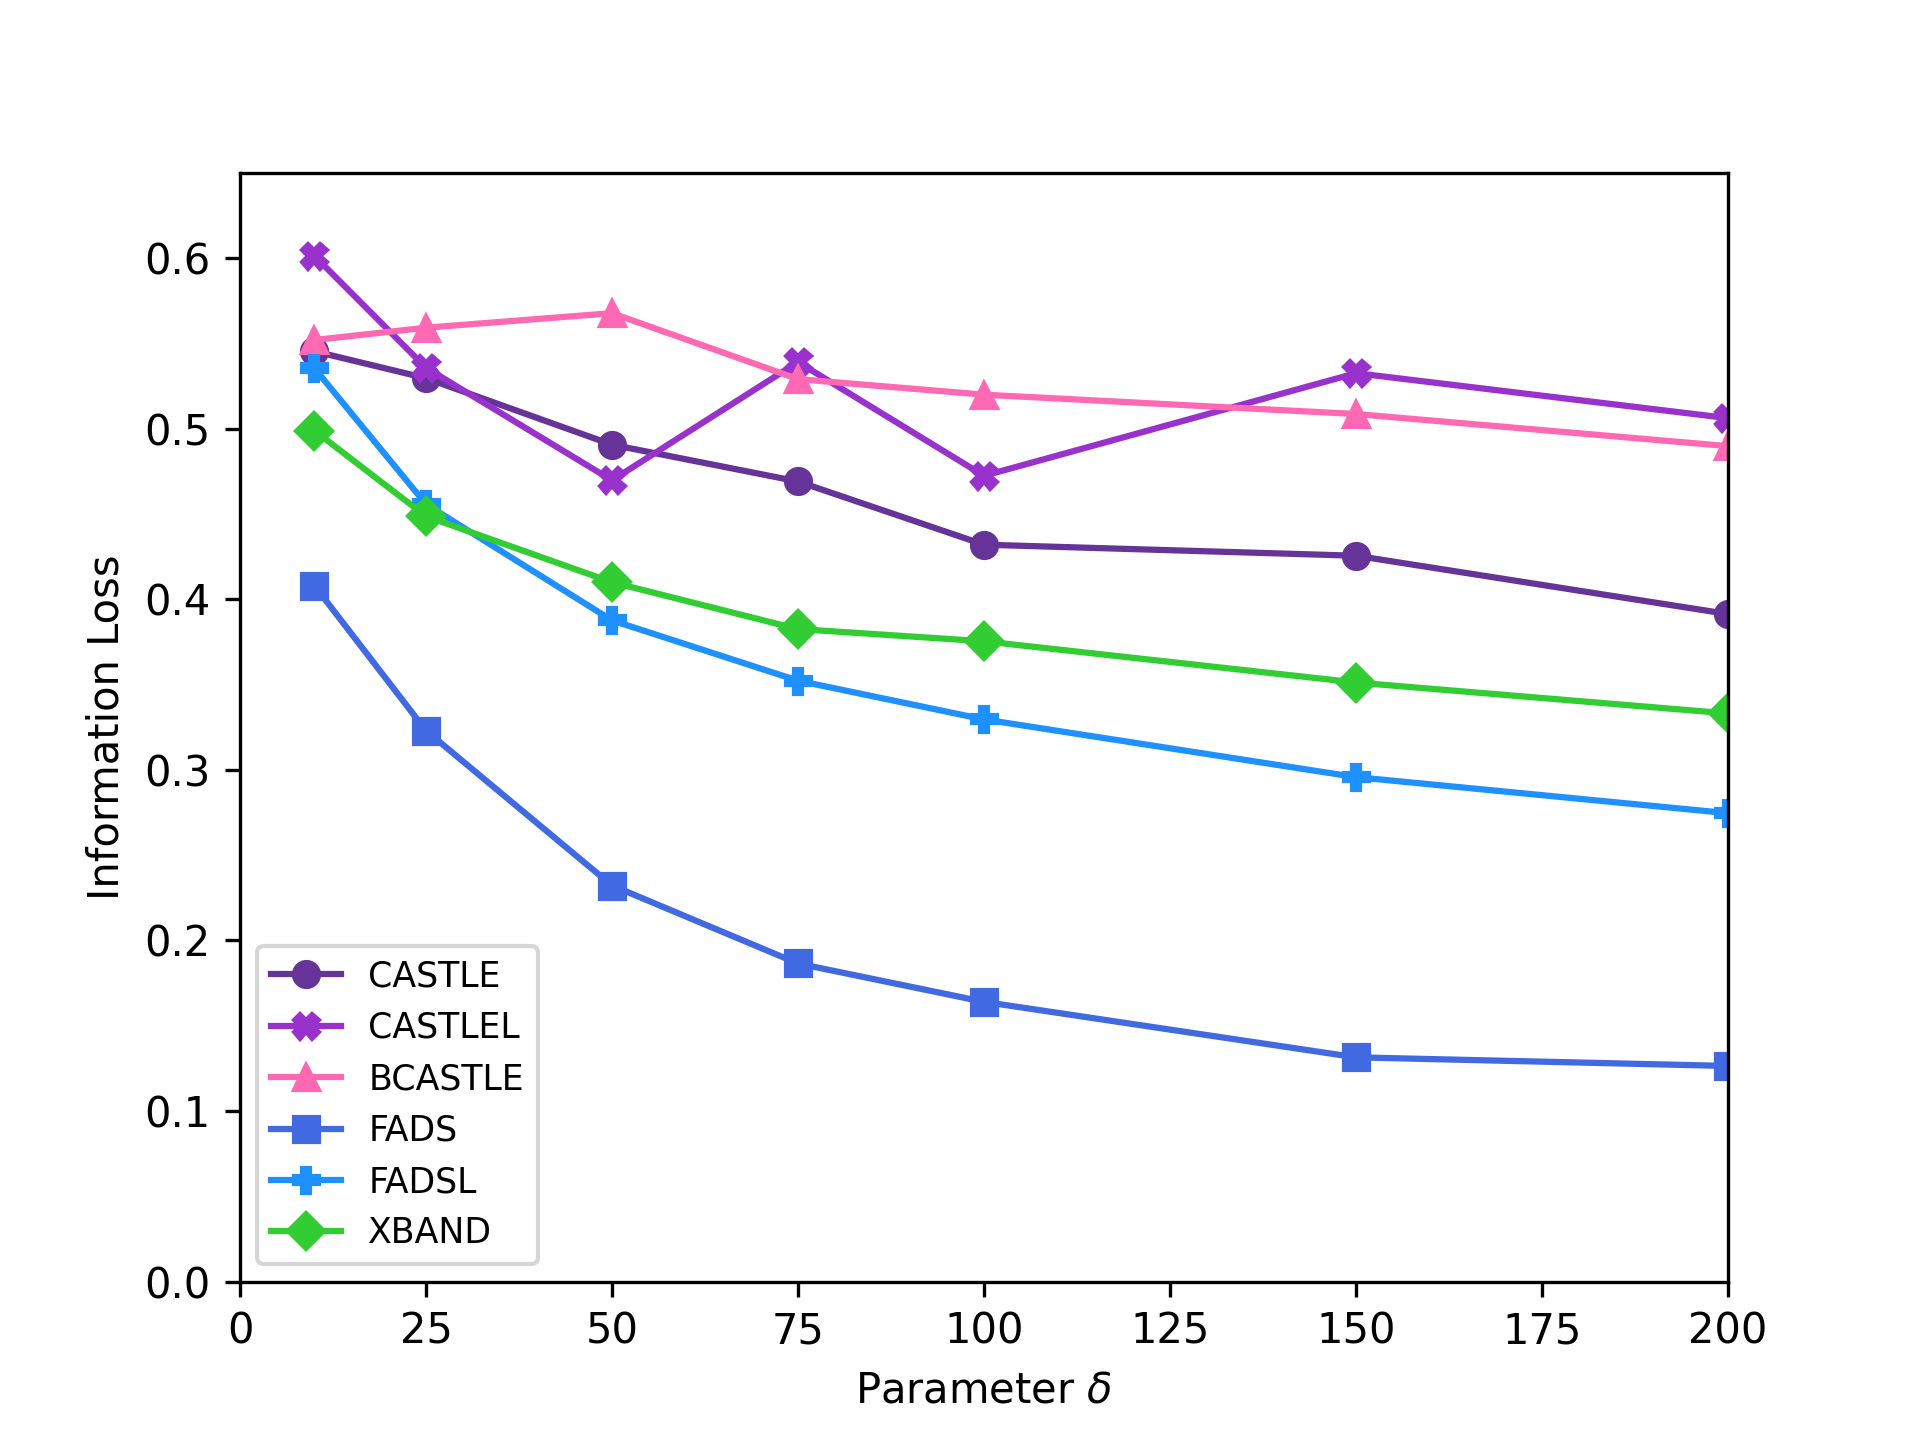 0.6
0.5
0.4
0.3
0.2
0.1
0.0
Information Loss
CASTLE
CASTLEL
BCASTLE
FADS
FADSL
XBAND
0 25 50 75 100 125 150 175 200
Parameter δ